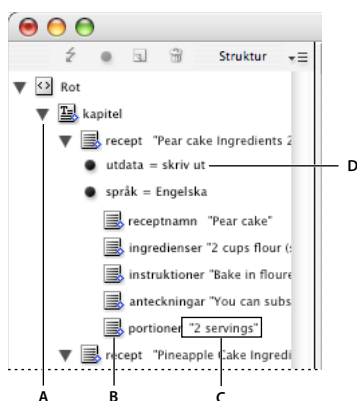 Struktur
Rot
kapitel
recept "Pear cake Ingredients 2
utdata = skriv ut
D
språk = Engelska
receptnamn "Pear cake"
ingredienser "2 cups flour (
instruktioner "Bake in floure
anteckningar "You can subs
portioner "2 servings"
recept "Pineapple Cake Ingredi
A B C